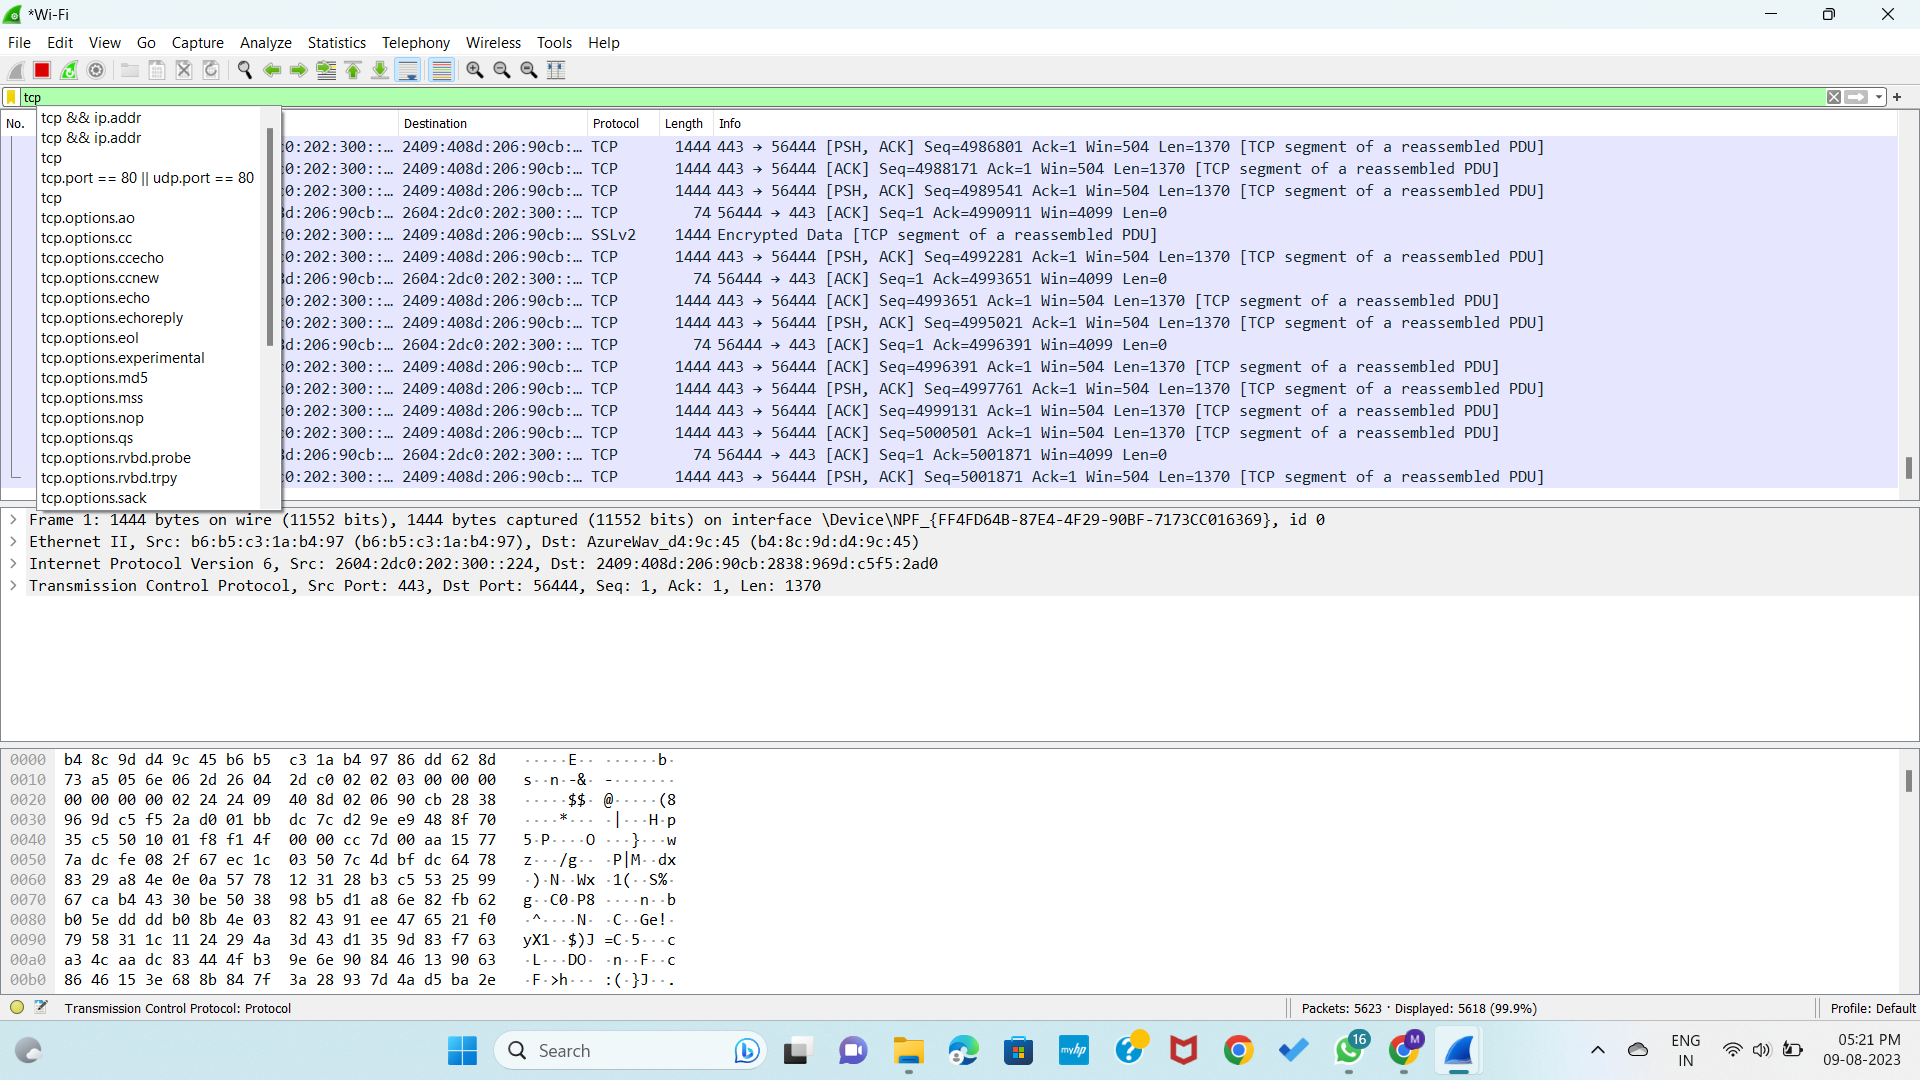 *Wi-Fi
File Edit View Go Capture Analyze Statistics Telephony Wireless Tools Help
tcp
tcp && ip.addr
tcp && ip.addr
tcp
tcp.port == 80 || udp.port == 80
tcp
tcp.options.ao
tcp.options.cc
tcp.options.ccecho
tcp.options.ccnew
tcp.options.echo
tcp.options.echoreply
tcp.options.eol
tcp.options.experimental
tcp.options.md5
tcp.options.mss
tcp.options.nop
tcp.options.qs
tcp.options.rvbd.probe
tcp.options.rvbd.trpy
tcp.options.sack
No. Destination Protocol Length Info
:0:202:300::… 2409:408d:206:90cb:… TCP 1444 443 → 56444 [PSH, ACK] Seq=4986801 Ack=1 Win=504 Len=1370 [TCP segment of a reassembled PDU]
:0:202:300::… 2409:408d:206:90cb:… TCP 1444 443 → 56444 [ACK] Seq=4988171 Ack=1 Win=504 Len=1370 [TCP segment of a reassembled PDU]
:0:202:300::… 2409:408d:206:90cb:… TCP 1444 443 → 56444 [PSH, ACK] Seq=4989541 Ack=1 Win=504 Len=1370 [TCP segment of a reassembled PDU]
3d:206:90cb:… 2604:2dc0:202:300::… TCP 74 56444 → 443 [ACK] Seq=1 Ack=4990911 Win=4099 Len=0
:0:202:300::… 2409:408d:206:90cb:… SSLv2 1444 Encrypted Data [TCP segment of a reassembled PDU]
:0:202:300::… 2409:408d:206:90cb:… TCP 1444 443 → 56444 [PSH, ACK] Seq=4992281 Ack=1 Win=504 Len=1370 [TCP segment of a reassembled PDU]
3d:206:90cb:… 2604:2dc0:202:300::… TCP 74 56444 → 443 [ACK] Seq=1 Ack=4993651 Win=4099 Len=0
:0:202:300::… 2409:408d:206:90cb:… TCP 1444 443 → 56444 [ACK] Seq=4993651 Ack=1 Win=504 Len=1370 [TCP segment of a reassembled PDU]
:0:202:300::… 2409:408d:206:90cb:… TCP 1444 443 → 56444 [PSH, ACK] Seq=4995021 Ack=1 Win=504 Len=1370 [TCP segment of a reassembled PDU]
3d:206:90cb:… 2604:2dc0:202:300::… TCP 74 56444 → 443 [ACK] Seq=1 Ack=4996391 Win=4099 Len=0
:0:202:300::… 2409:408d:206:90cb:… TCP 1444 443 → 56444 [ACK] Seq=4996391 Ack=1 Win=504 Len=1370 [TCP segment of a reassembled PDU]
:0:202:300::… 2409:408d:206:90cb:… TCP 1444 443 → 56444 [PSH, ACK] Seq=4997761 Ack=1 Win=504 Len=1370 [TCP segment of a reassembled PDU]
:0:202:300::… 2409:408d:206:90cb:… TCP 1444 443 → 56444 [ACK] Seq=4999131 Ack=1 Win=504 Len=1370 [TCP segment of a reassembled PDU]
:0:202:300::… 2409:408d:206:90cb:… TCP 1444 443 → 56444 [ACK] Seq=5000501 Ack=1 Win=504 Len=1370 [TCP segment of a reassembled PDU]
3d:206:90cb:… 2604:2dc0:202:300::… TCP 74 56444 → 443 [ACK] Seq=1 Ack=5001871 Win=4099 Len=0
:0:202:300::… 2409:408d:206:90cb:… TCP 1444 443 → 56444 [PSH, ACK] Seq=5001871 Ack=1 Win=504 Len=1370 [TCP segment of a reassembled PDU]
Frame 1: 1444 bytes on wire (11552 bits), 1444 bytes captured (11552 bits) on interface \Device\NPF_{FF4FD64B-87E4-4F29-90BF-7173CC016369}, id 0
Ethernet II, Src: b6:b5:c3:1a:b4:97 (b6:b5:c3:1a:b4:97), Dst: AzureWav_d4:9c:45 (b4:8c:9d:d4:9c:45)
Internet Protocol Version 6, Src: 2604:2dc0:202:300::224, Dst: 2409:408d:206:90cb:2838:969d:c5f5:2ad0
Transmission Control Protocol, Src Port: 443, Dst Port: 56444, Seq: 1, Ack: 1, Len: 1370
0000 b4 8c 9d d4 9c 45 b6 b5 c3 1a b4 97 86 dd 62 8d ·····E·· ······b·
0010 73 a5 05 6e 06 2d 26 04 2d c0 02 02 03 00 00 00 s··n·-&· -·······
0020 00 00 00 00 02 24 24 09 40 8d 02 06 90 cb 28 38 ·····$$· @·····(8
0030 96 9d c5 f5 2a d0 01 bb dc 7c d2 9e e9 48 8f 70 ····*··· ·|···H·p
0040 35 c5 50 10 01 f8 f1 4f 00 00 cc 7d 00 aa 15 77 5·P····O ···}···w
0050 7a dc fe 08 2f 67 ec 1c 03 50 7c 4d bf dc 64 78 z···/g·· ·P|M··dx
0060 83 29 a8 4e 0e 0a 57 78 12 31 28 b3 c5 53 25 99 ·)·N··Wx ·1(··S%·
0070 67 ca b4 43 30 be 50 38 98 b5 d1 a8 6e 82 fb 62 g··C0·P8 ····n··b
0080 b0 5e dd dd b0 8b 4e 03 82 43 91 ee 47 65 21 f0 ·^····N· ·C··Ge!·
0090 79 58 31 1c 11 24 29 4a 3d 43 d1 35 9d 83 f7 63 yX1··$)J =C·5···c
00a0 a3 4c aa dc 83 44 4f b3 9e 6e 90 84 46 13 90 63 ·L···DO· ·n··F··c
00b0 86 46 15 3e 68 8b 84 7f 3a 28 93 7d 4a d5 ba 2e ·F·>h··· :(·}J··.
Transmission Control Protocol: Protocol Packets: 5623 · Displayed: 5618 (99.9%) Profile: Default
Search myhp 16 M ENG 05:21 PM
IN 09-08-2023